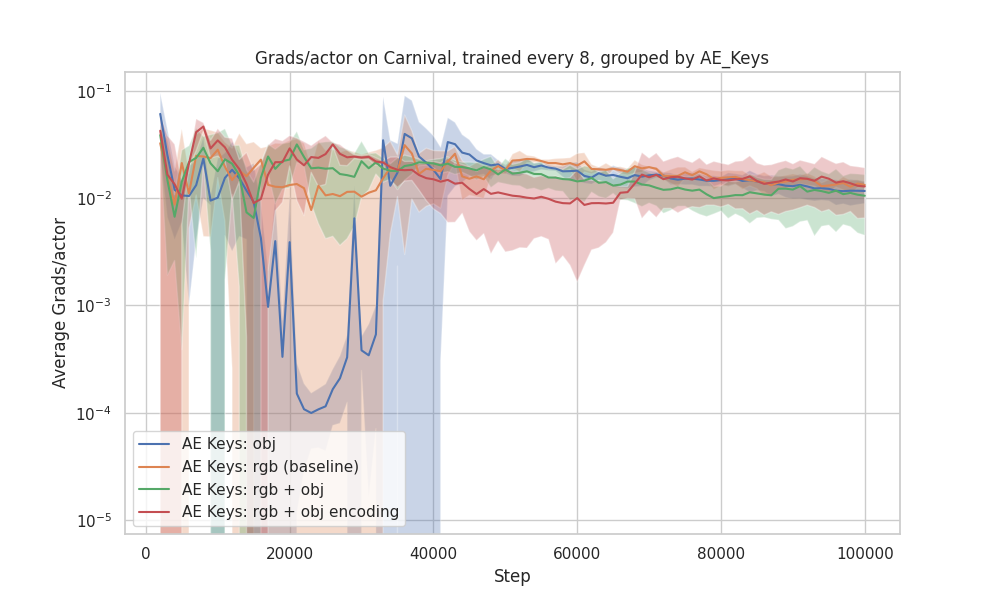 Grads/actor on Carnival, trained every 8, grouped by AE_Keys
Average Grads/actor
10⁻¹
10⁻²
10⁻³
10⁻⁴
10⁻⁵
AE Keys: obj
AE Keys: rgb (baseline)
AE Keys: rgb + obj
AE Keys: rgb + obj encoding
0 20000 40000 60000 80000 100000
Step